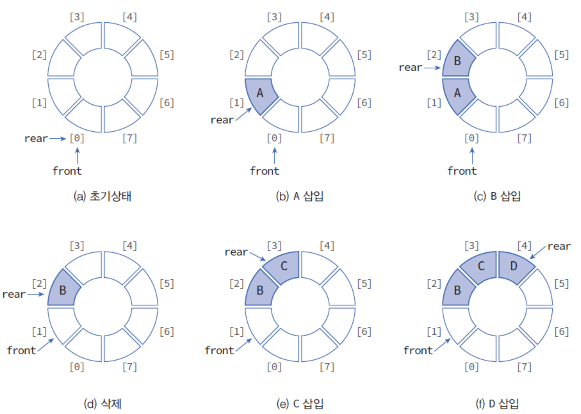 [3] [4]
[2] [5]
[1] [6]
rear [0] [7]
front
(a) 초기상태
[3] [4]
[2] [5]
A
[1] [6]
rear
[0] [7]
front
(b) A 삽입
[3] [4]
[2] B [5]
rear
A
[1] [6]
[0] [7]
front
(c) B 삽입
[3] [4]
[2] B [5]
rear
[1] [6]
front
[0] [7]
(d) 삭제
[3] [4]
rear
C
[2] B [5]
[1] [6]
front
[0] [7]
(e) C 삽입
[3] [4] rear
C D
[2] B [5]
[1] [6]
front
[0] [7]
(f) D 삽입